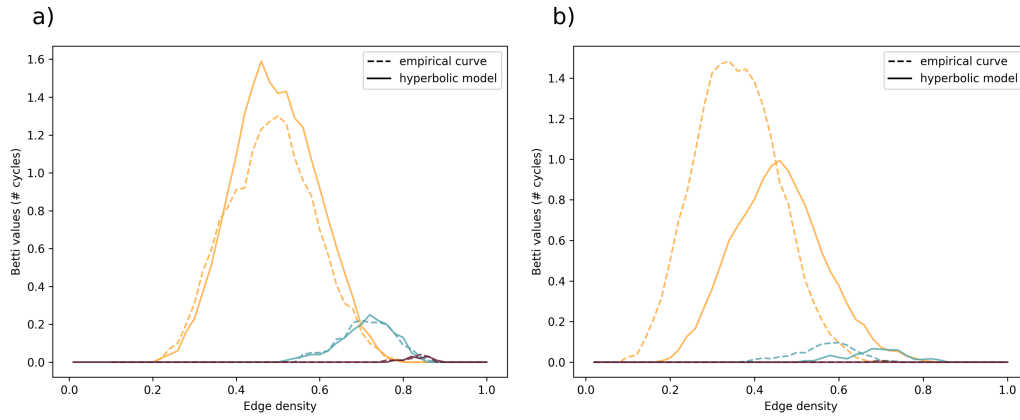 a)
1.6
1.4
1.2
1.0
0.8
0.6
0.4
0.2
0.0
Betti values (# cycles)
0.0 0.2 0.4 0.6 0.8 1.0
Edge density
empirical curve
hyperbolic model
b)
1.4
1.2
1.0
0.8
0.6
0.4
0.2
0.0
Betti values (# cycles)
0.0 0.2 0.4 0.6 0.8 1.0
Edge density
empirical curve
hyperbolic model